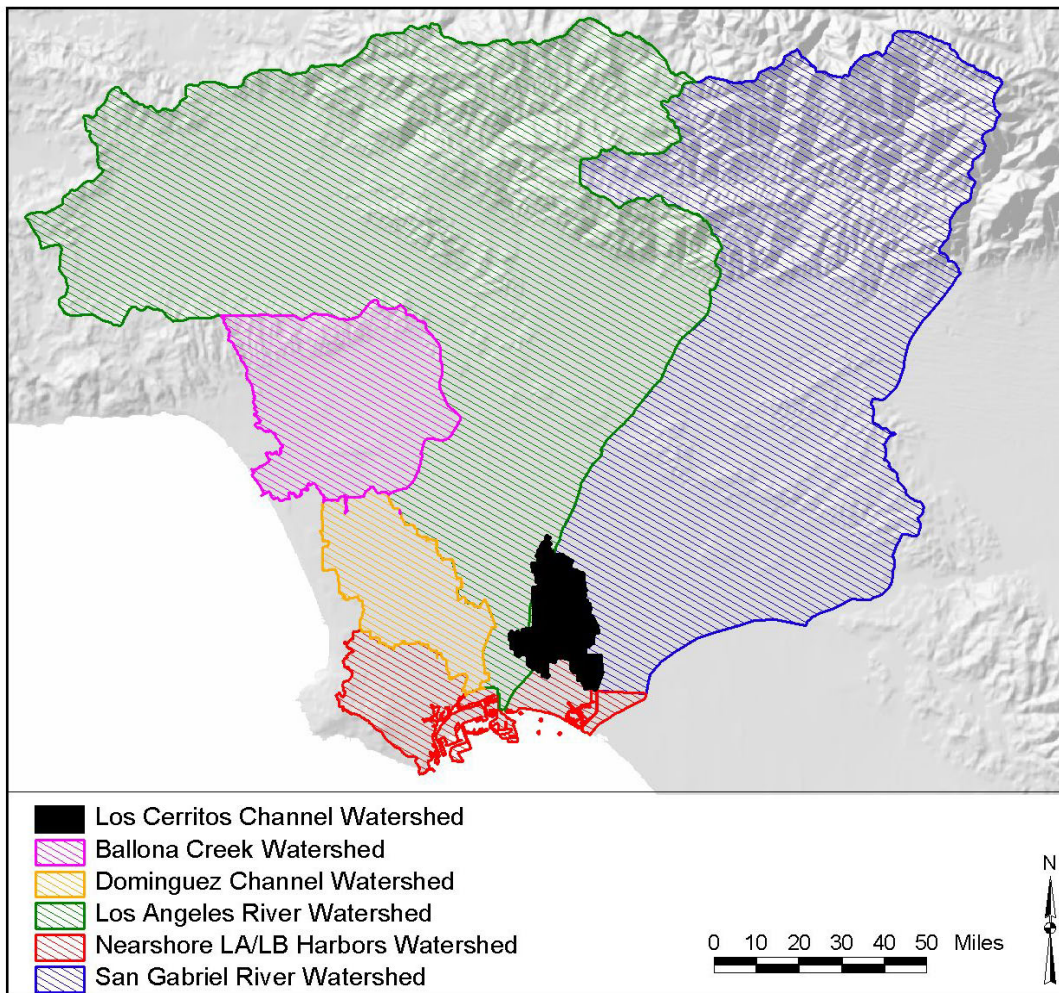 Los Cerritos Channel Watershed
Ballona Creek Watershed
Dominguez Channel Watershed
Los Angeles River Watershed
Nearshore LA/LB Harbors Watershed
San Gabriel River Watershed
0 10 20 30 40 50 Miles
N